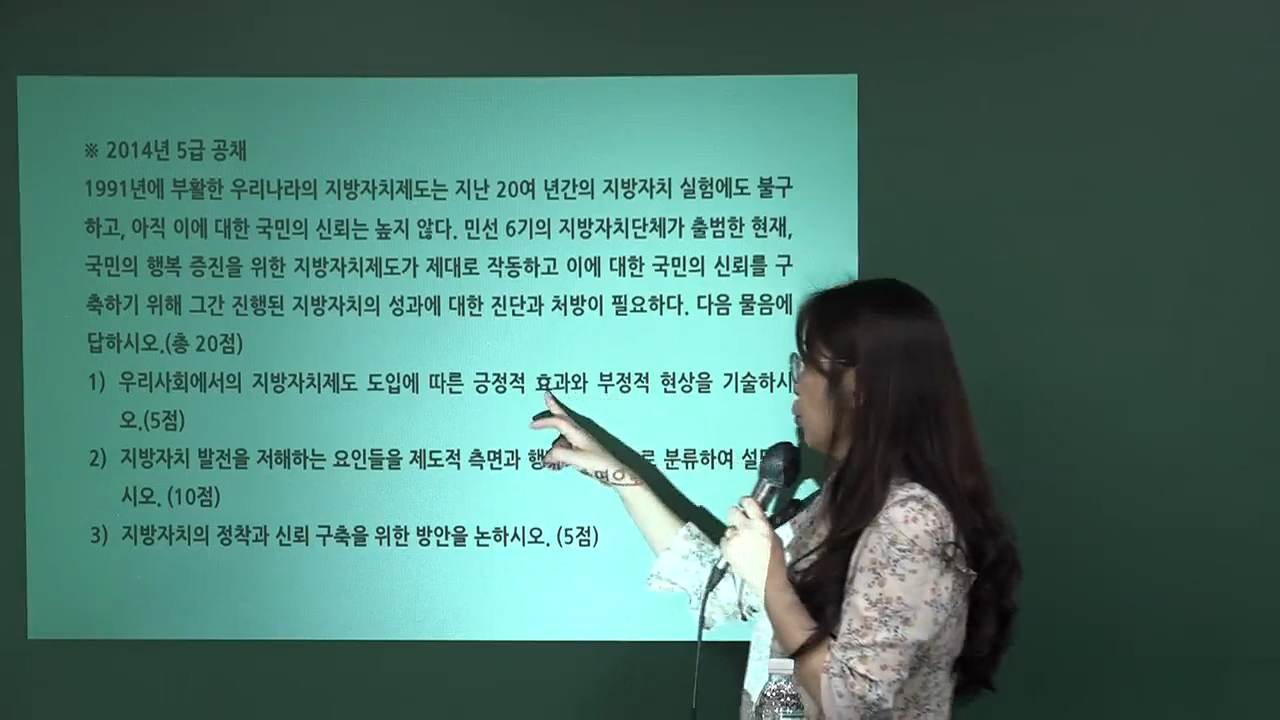 ※ 2014년 5급 공채
1991년에 부활한 우리나라의 지방자치제도는 지난 20여 년간의 지방자치 실험에도 불구
하고, 아직 이에 대한 국민의 신뢰는 높지 않다. 민선 6기의 지방자치단체가 출범한 현재,
국민의 행복 증진을 위한 지방자치제도가 제대로 작동하고 이에 대한 국민의 신뢰를 구
축하기 위해 그간 진행된 지방자치의 성과에 대한 진단과 처방이 필요하다. 다음 물음에
답하시오.(총 20점)
1) 우리사회에서의 지방자치제도 도입에 따른 긍정적 효과와 부정적 현상을 기술하시
오.(5점)
2) 지방자치 발전을 저해하는 요인들을 제도적 측면과 분류하여
시오. (10점)
3) 지방자치의 정착과 신뢰 구축을 위한 방안을 논하시오. (5점)